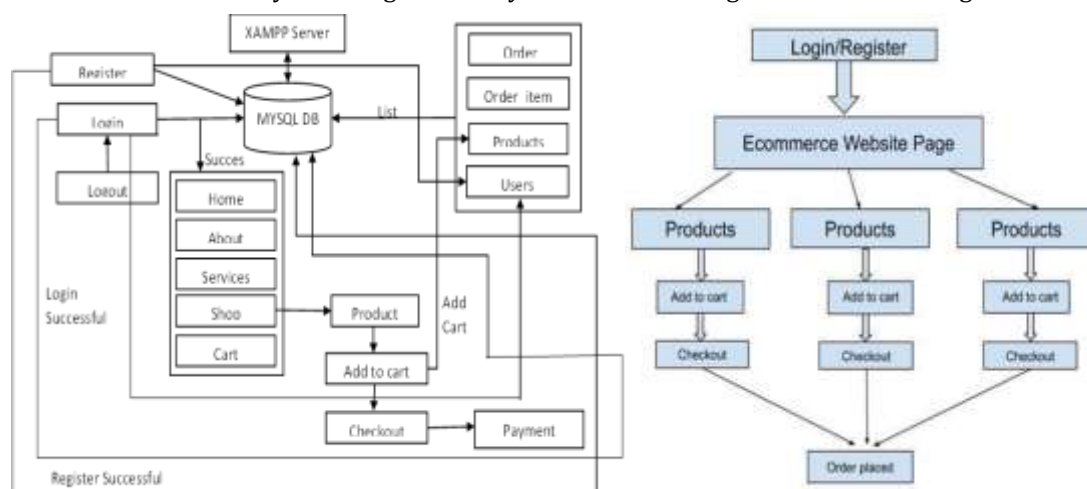 XAMPP Server
Register
Login
Logout
MYSQL DB
List
Order
Order item
Products
Users
Succes
Home
About
Services
Shop
Cart
Login
Successful
Product
Add to cart
Checkout
Payment
Add
Cart
Register Successful
Login/Register
Ecommerce Website Page
Products
Products
Products
Add to cart
Add to cart
Add to cart
Checkout
Checkout
Checkout
Order placed